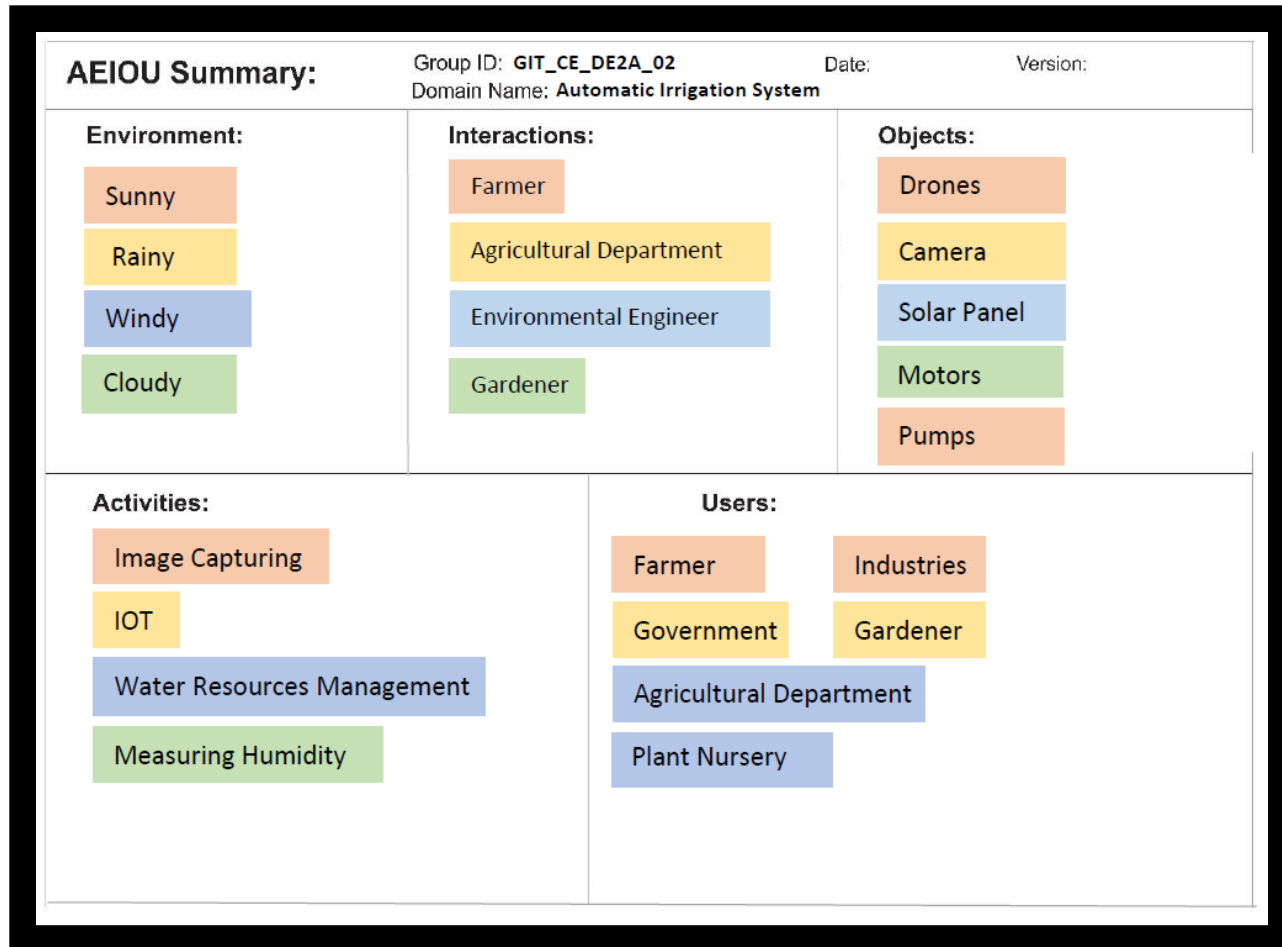 AEIOU Summary:
Group ID: GIT_CE_DE2A_02
Date:
Version:
Domain Name: Automatic Irrigation System
Environment:
Sunny
Rainy
Windy
Cloudy
Interactions:
Farmer
Agricultural Department
Environmental Engineer
Gardener
Objects:
Drones
Camera
Solar Panel
Motors
Pumps
Activities:
Image Capturing
IOT
Water Resources Management
Measuring Humidity
Users:
Farmer
Industries
Government
Gardener
Agricultural Department
Plant Nursery